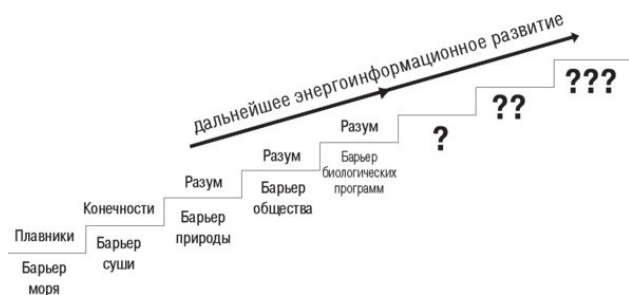 дальнейшее энергоинформационное развитие
Плавники
Барьер
моря
Конечности
Барьер
суши
Разум
Барьер
природы
Разум
Барьер
общества
Разум
Барьер
биологических
программ
?
??
???